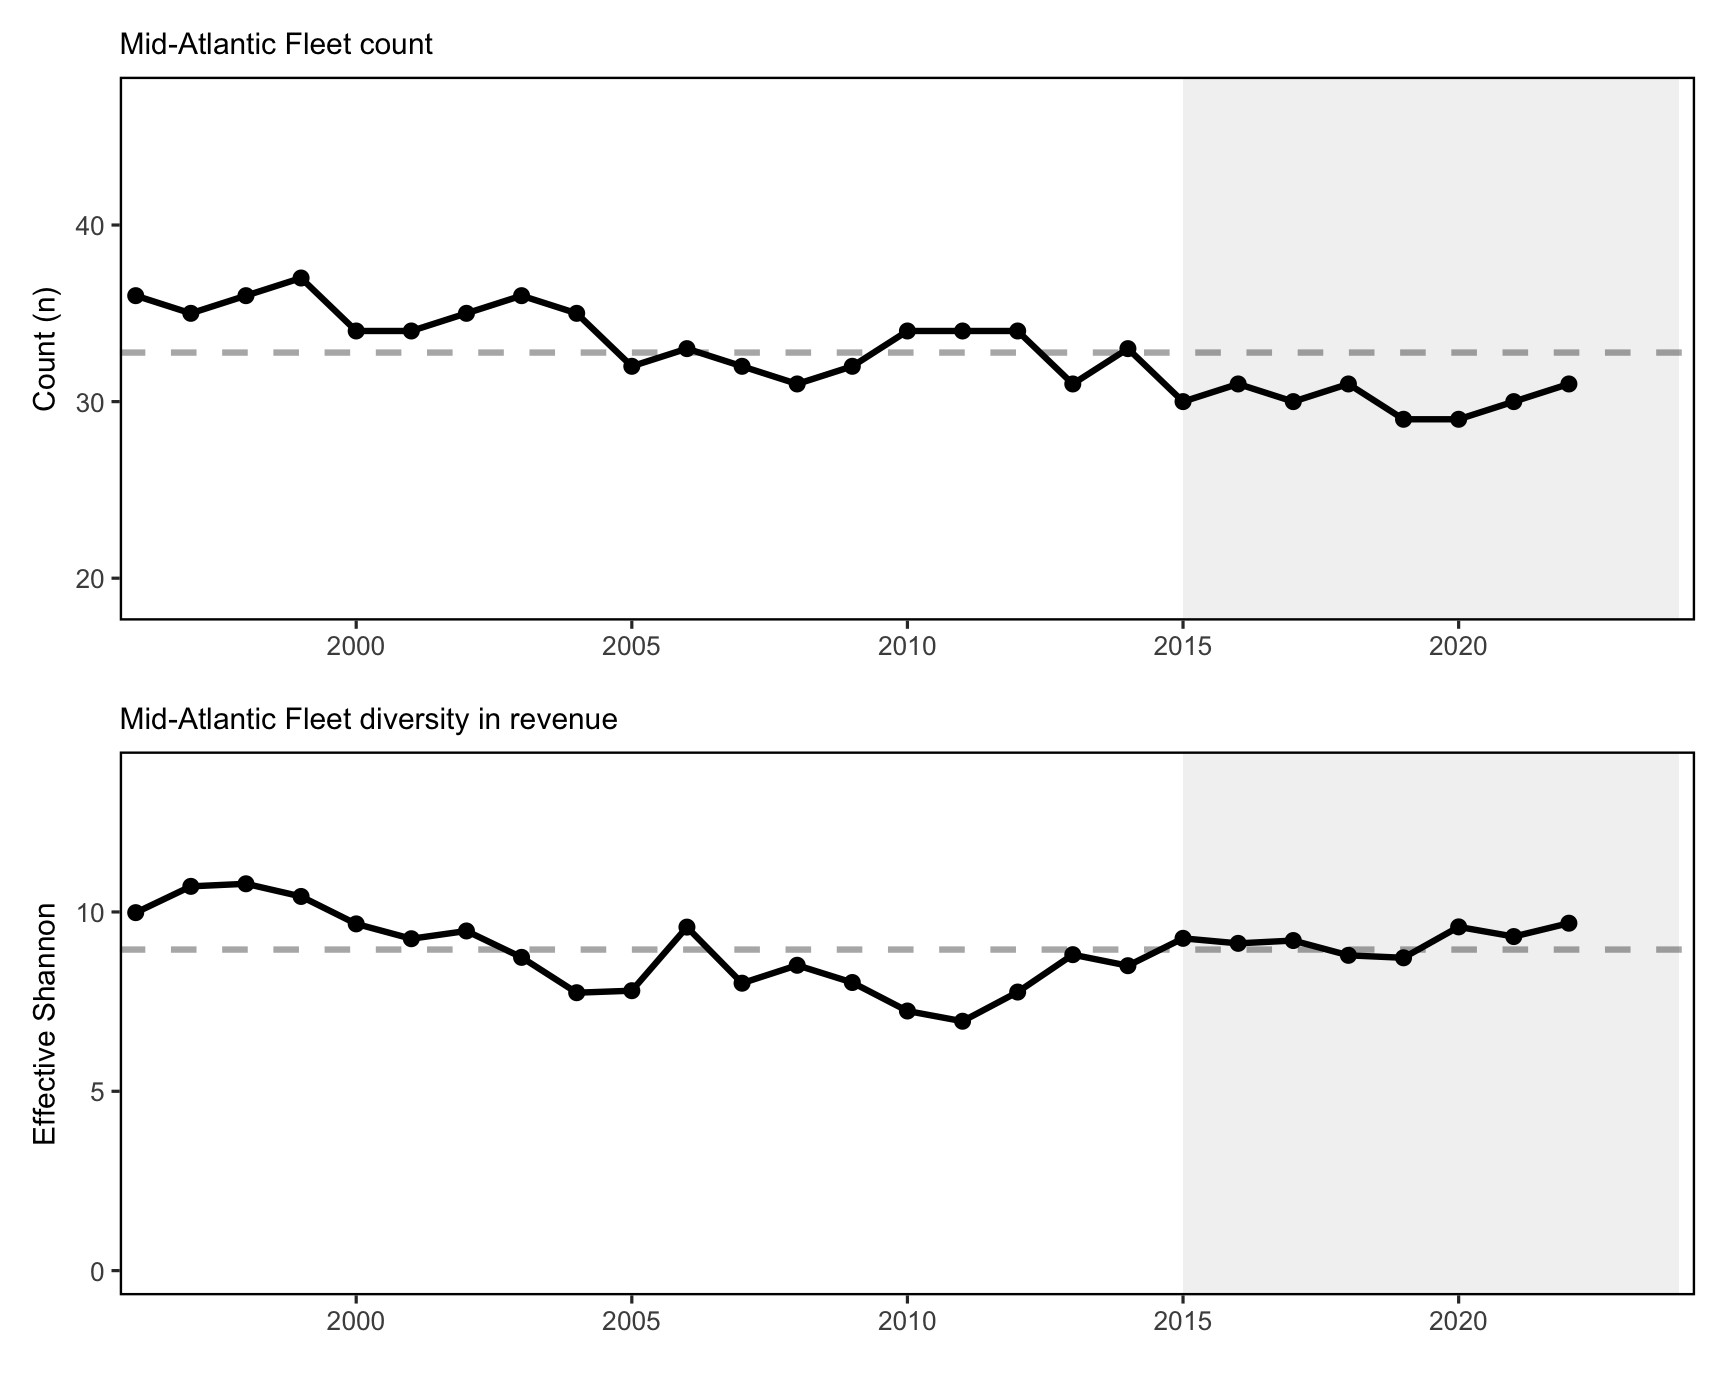 Mid-Atlantic Fleet count
Count (n)
40
30
20
2000 2005 2010 2015 2020
Mid-Atlantic Fleet diversity in revenue
Effective Shannon
10
5
0
2000 2005 2010 2015 2020